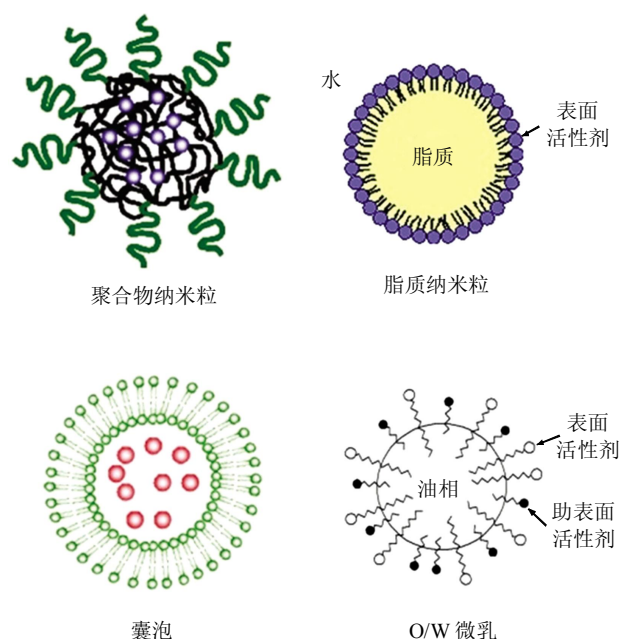 水
表面
活性剂
脂质
聚合物纳米粒
脂质纳米粒
表面
活性剂
油相
助表面
活性剂
囊泡
O/W 微乳